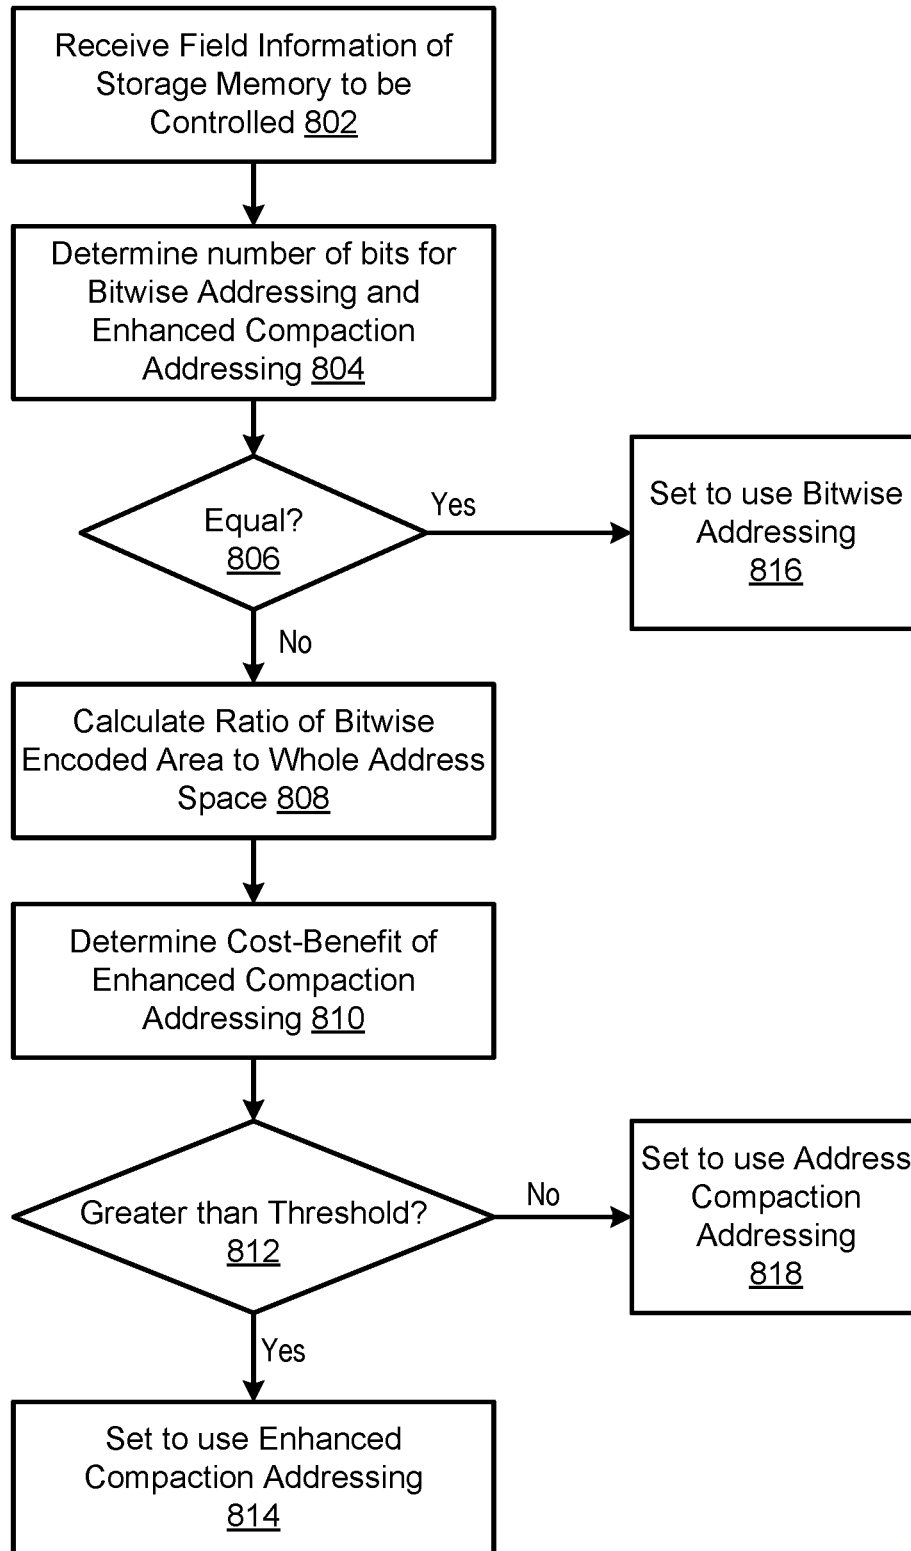 Receive Field Information of
Storage Memory to be
Controlled 802
Determine number of bits for
Bitwise Addressing and
Enhanced Compaction
Addressing 804
Equal?
806
Yes
Set to use Bitwise
Addressing
816
No
Calculate Ratio of Bitwise
Encoded Area to Whole Address
Space 808
Determine Cost-Benefit of
Enhanced Compaction
Addressing 810
Greater than Threshold?
812
No
Set to use Address
Compaction
Addressing
818
Yes
Set to use Enhanced
Compaction Addressing
814